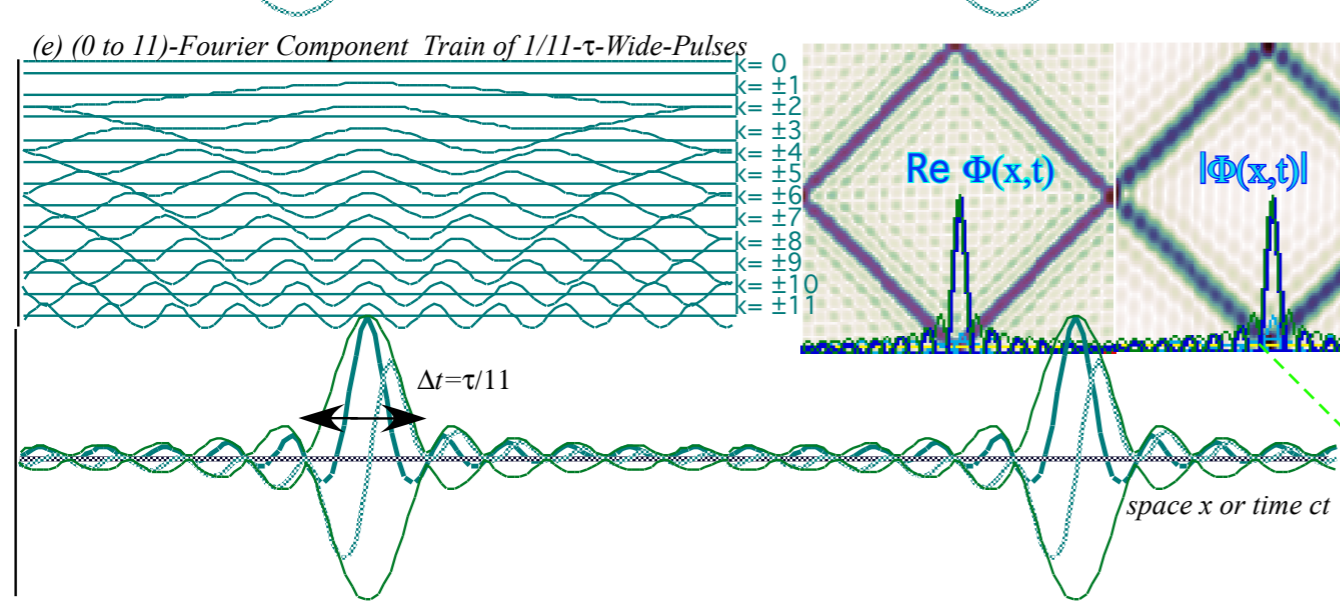 (e) (0 to 11)-Fourier Component Train of 1/11-τ-Wide-Pulses
k= 0
k= ±1
k= ±2
k= ±3
k= ±4
k= ±5
k= ±6
k= ±7
k= ±8
k= ±9
k= ±10
k= ±11
Re Φ(x,t)
|Φ(x,t)|
Δt=τ/11
space x or time ct